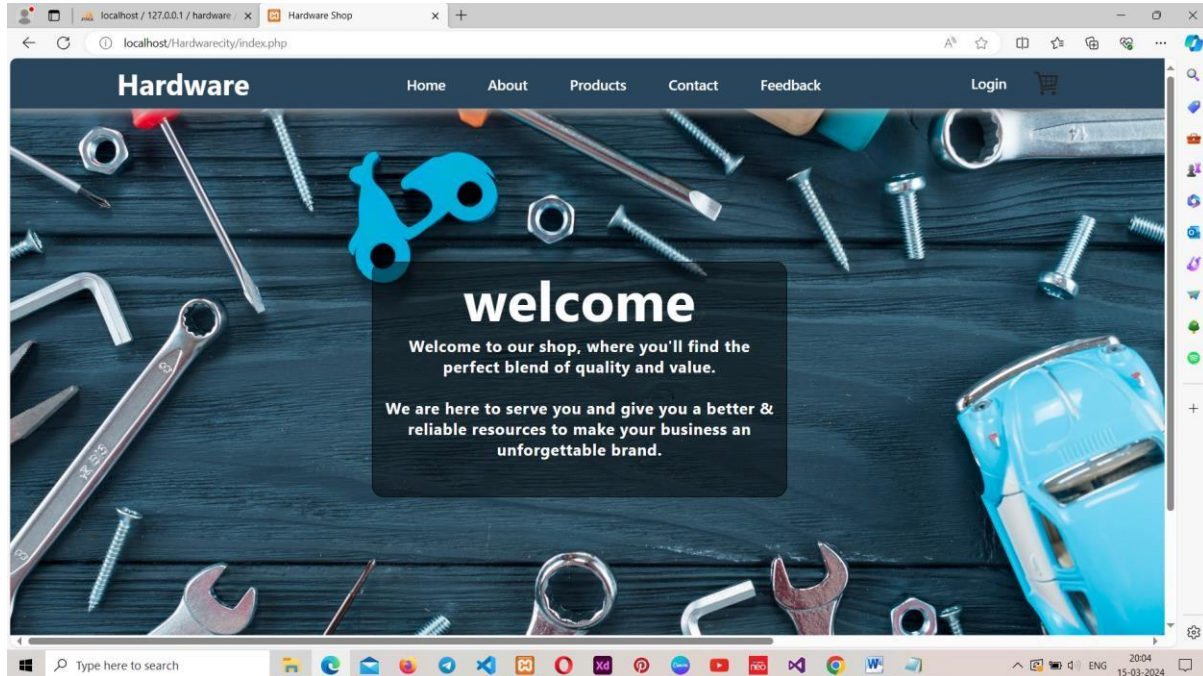 localhost / 127.0.0.1 / hardware /
Hardware Shop
localhost/Hardwarecity/index.php
Hardware
Home About Products Contact Feedback
Login
welcome
Welcome to our shop, where you'll find the
perfect blend of quality and value.
We are here to serve you and give you a better &
reliable resources to make your business an
unforgettable brand.
Type here to search
ENG
20:04
15-03-2024